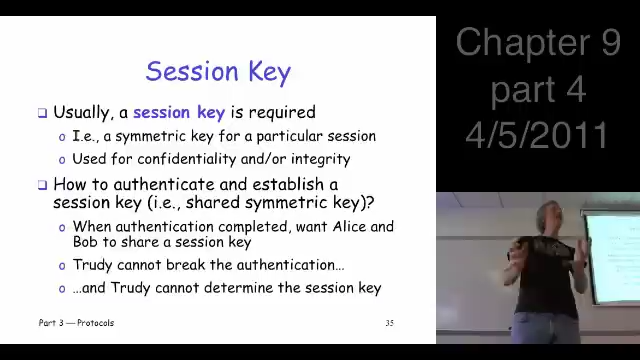 Session Key
Usually, a session key is required
I.e., a symmetric key for a particular session
Used for confidentiality and/or integrity
How to authenticate and establish a
session key (i.e., shared symmetric key)?
When authentication completed, want Alice and
Bob to share a session key
Trudy cannot break the authentication…
…and Trudy cannot determine the session key
Part 3 — Protocols
35
Chapter 9
part 4
4/5/2011